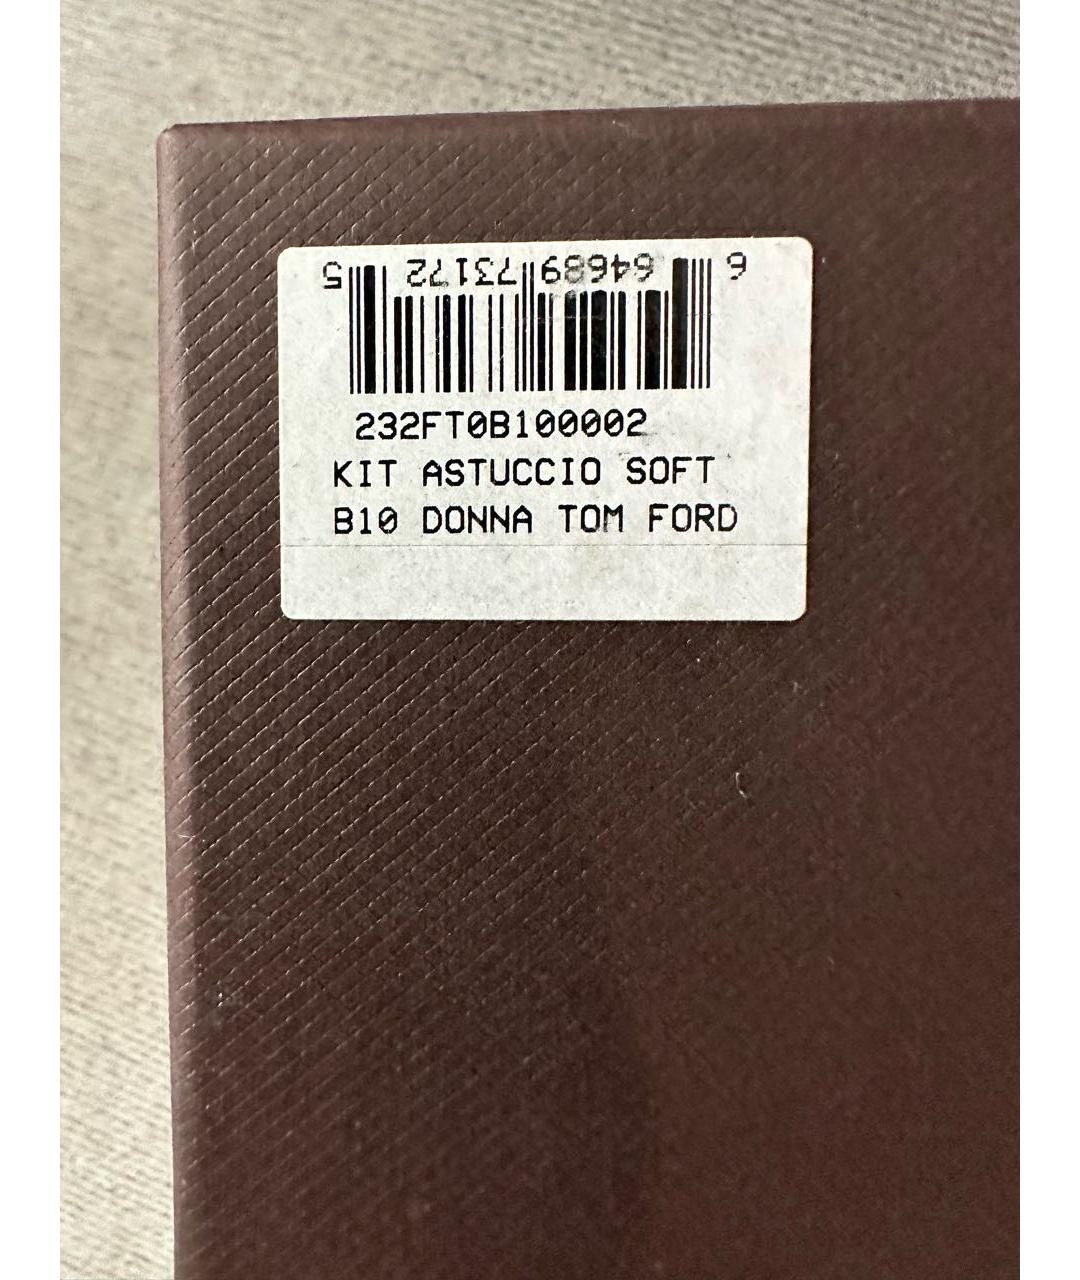 6 64689 73172 5
232FT0B100002
KIT ASTUCCIO SOFT
B10 DONNA TOM FORD